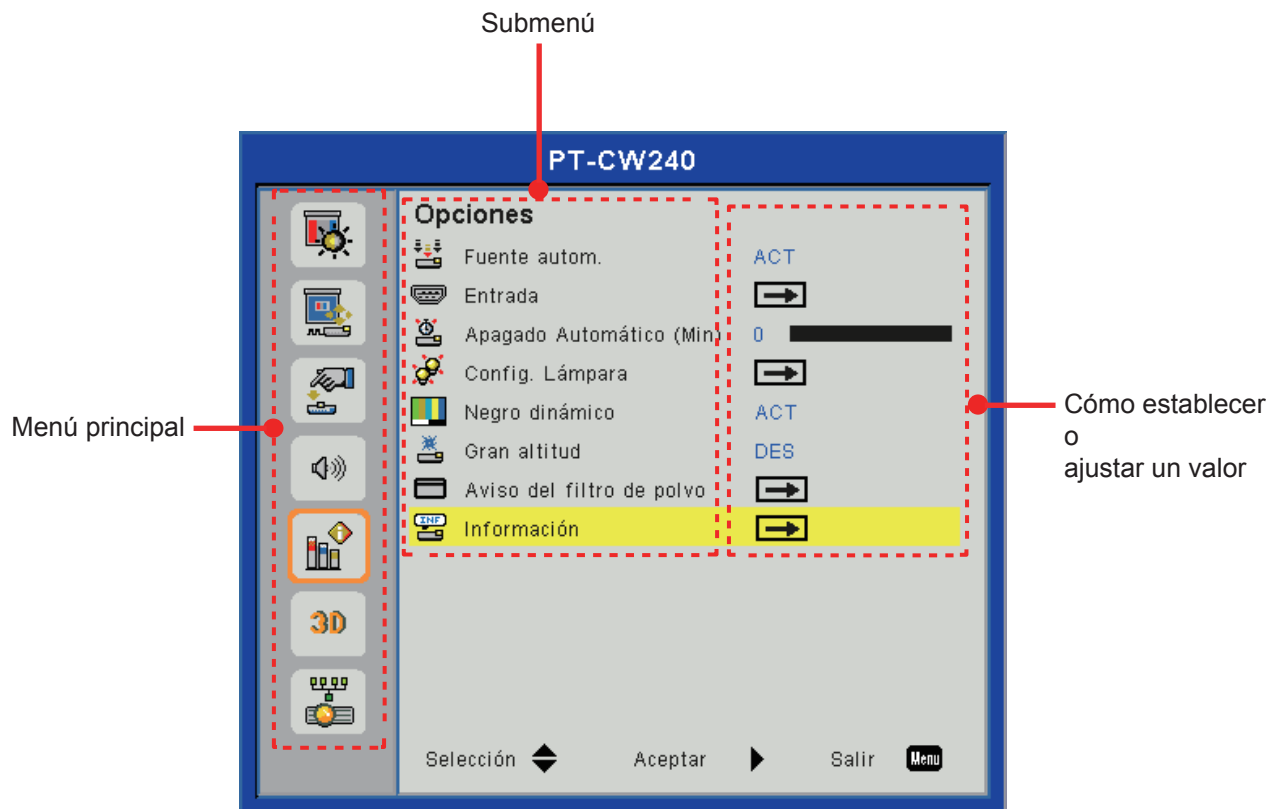 Submenú
PT-CW240
Opciones
Fuente autom. ACT
Entrada
Apagado Automático (Min) 0
Config. Lámpara
Negro dinámico ACT
Gran altitud DES
Aviso del filtro de polvo
INF Información
3D
Selección Aceptar Salir Menu
Menú principal
Cómo establecer
o
ajustar un valor